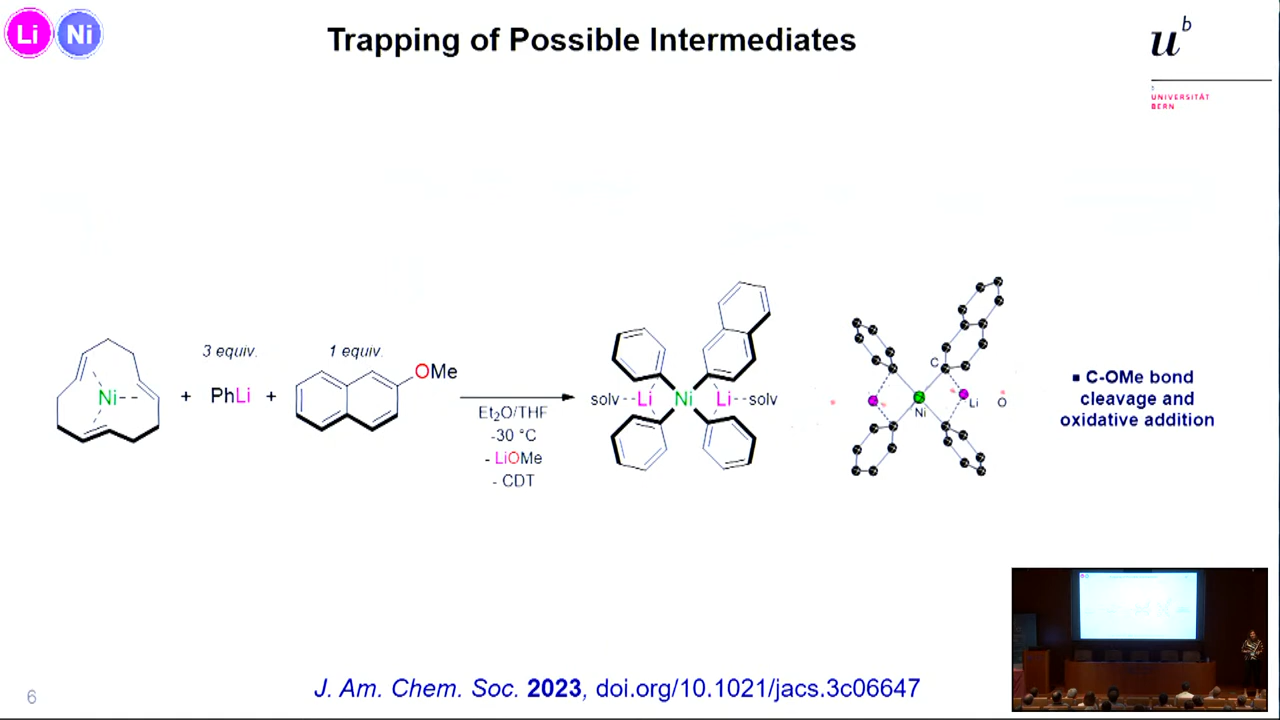 Li Ni
Trapping of Possible Intermediates
u b
UNIVERSITÄT
BERN
Ni
+ PhLi +
3 equiv.
1 equiv.
OMe
Et₂O/THF
-30 °C
- LiOMe
- CDT
solv Li Ni Li solv
C
Ni
Li
O
▪ C-OMe bond
cleavage and
oxidative addition
J. Am. Chem. Soc. 2023, doi.org/10.1021/jacs.3c06647
6